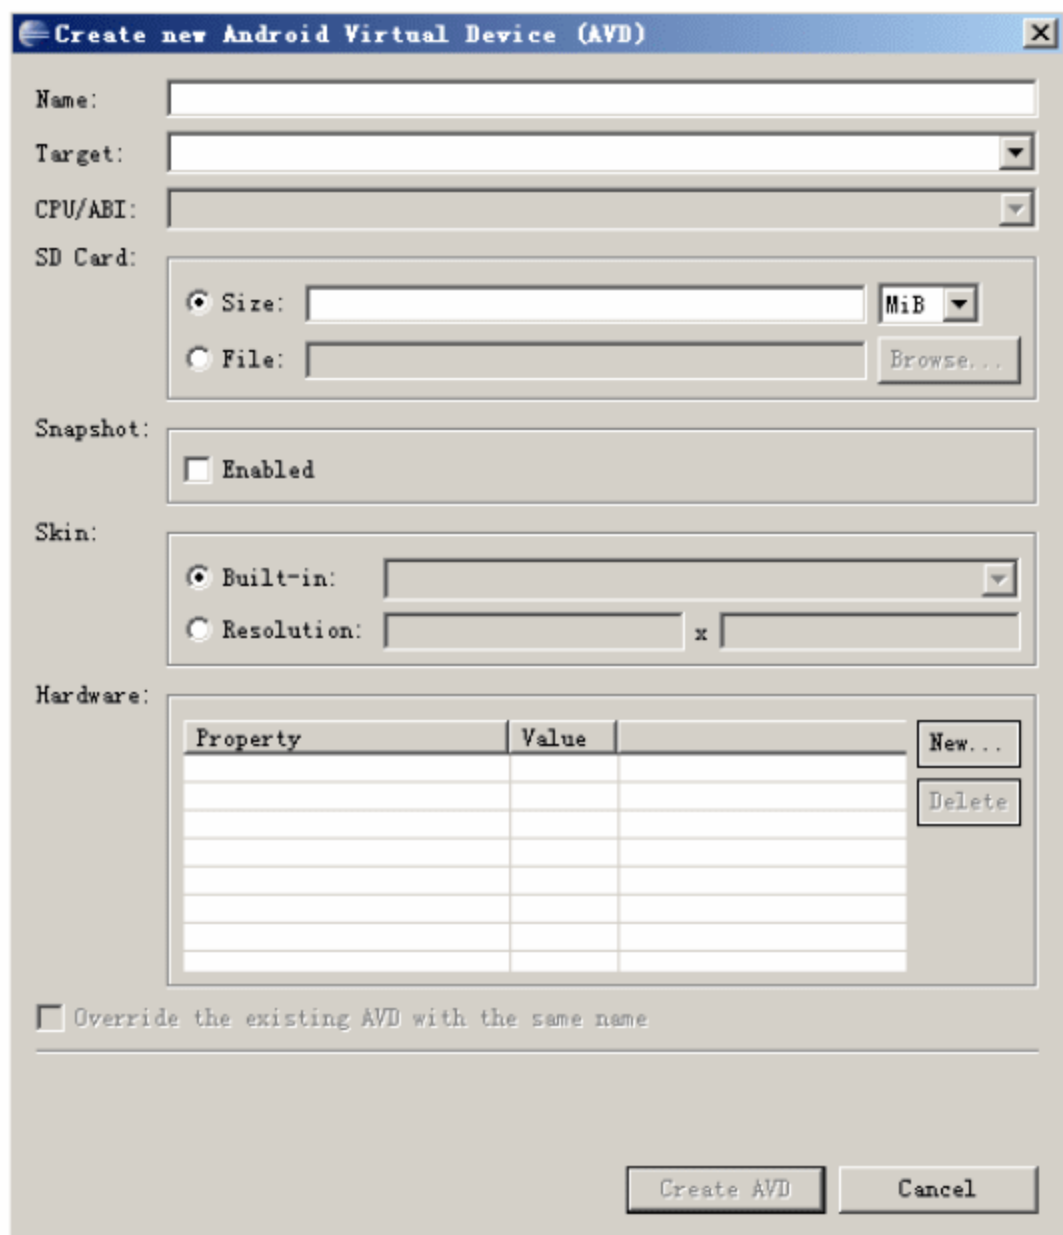 Create new Android Virtual Device (AVD)
Name:
Target:
CPU/ABI:
SD Card:
Size: MiB
File: Browse...
Snapshot:
Enabled
Skin:
Built-in:
Resolution: x
Hardware:
Property Value New...
Delete
Override the existing AVD with the same name
Create AVD Cancel